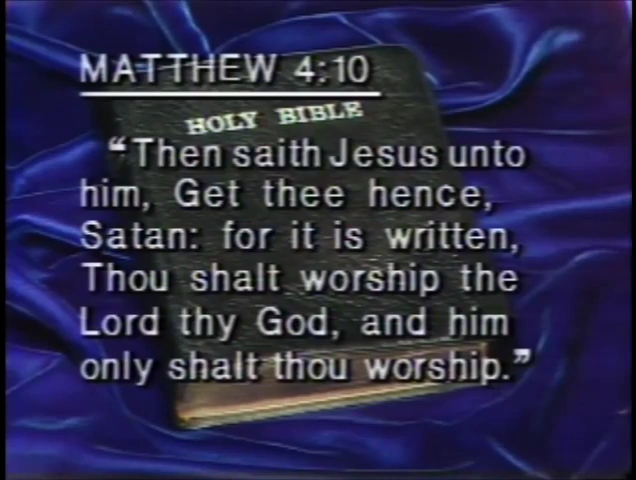 MATTHEW 4:10
HOLY BIBLE
“Then saith Jesus unto
him, Get thee hence,
Satan: for it is written,
Thou shalt worship the
Lord thy God, and him
only shalt thou worship.”